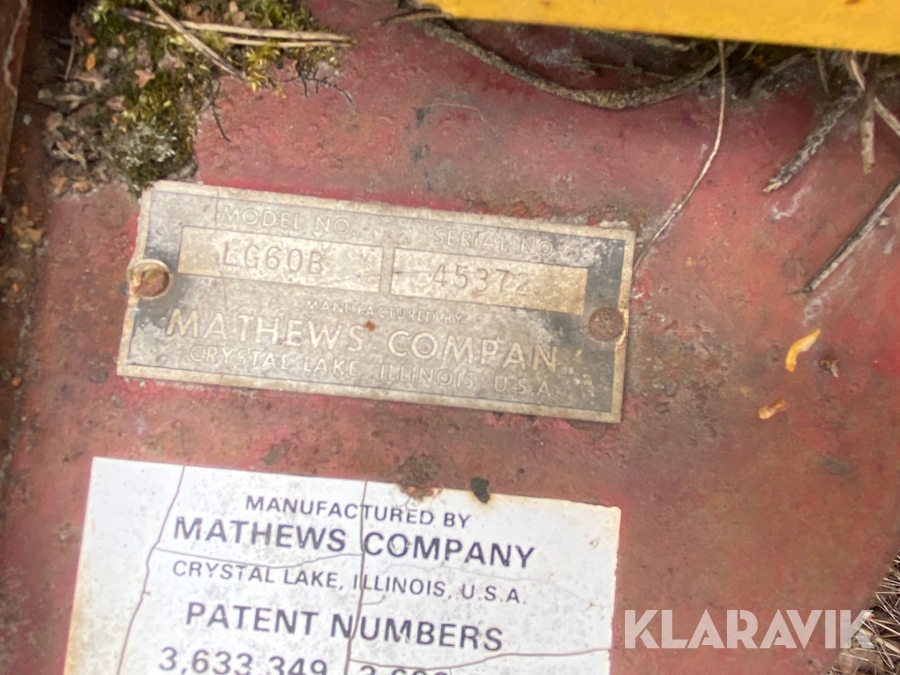 MODEL NO. SERIAL NO.
LG60B 45372
MANUFACTURED BY
MATHEWS COMPAN
CRYSTAL LAKE, ILLINOIS, U.S.A.
MANUFACTURED BY
MATHEWS COMPANY
CRYSTAL LAKE, ILLINOIS, U.S.A.
PATENT NUMBERS
3,633,349
KLARAVIK